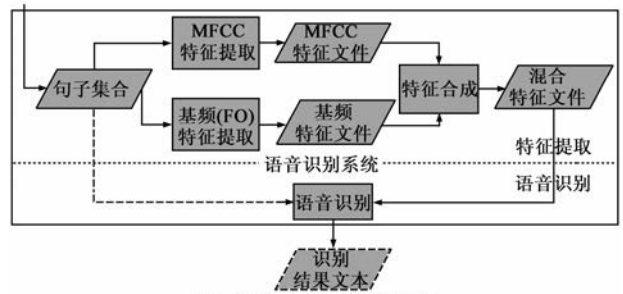 MFCC
特征提取
MFCC
特征文件
句子集合
基频(FO)
特征提取
基频
特征文件
特征合成
混合
特征文件
特征提取
语音识别系统
语音识别
语音识别
识别
结果文本